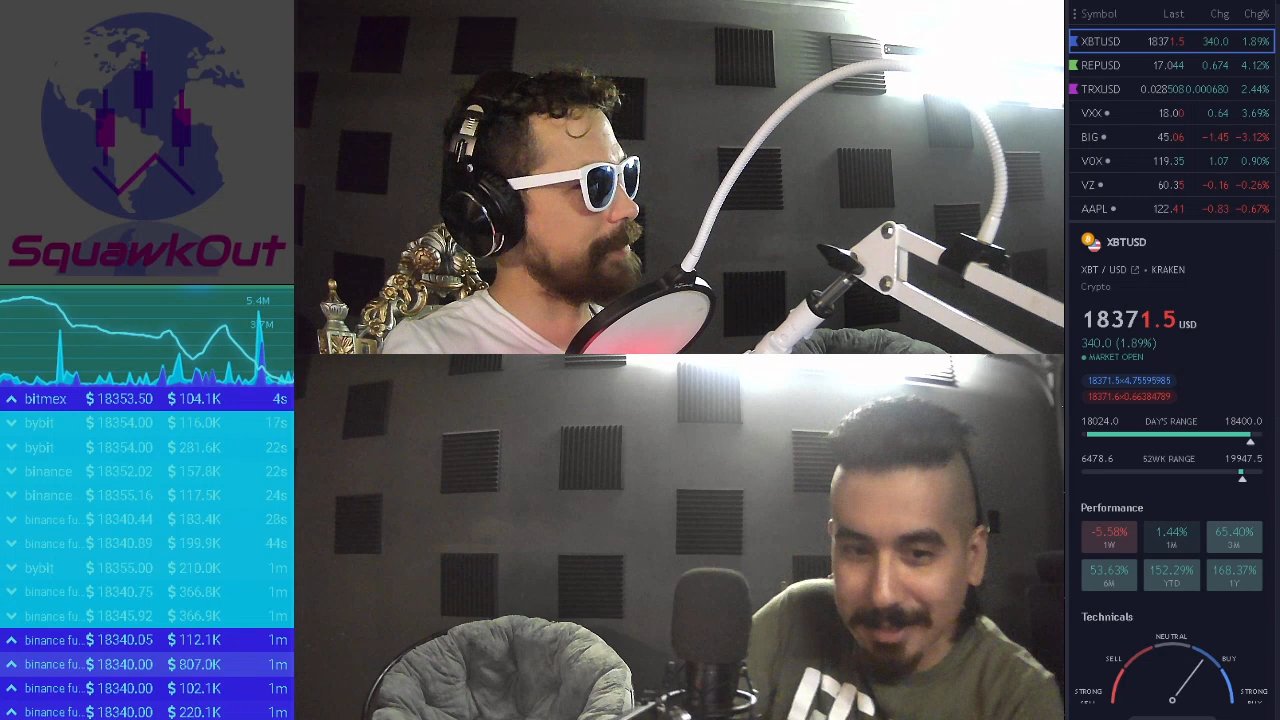 SquawkOut
5.4M
3.7M
bitmex $ 18353.50 $ 104.1K 4s
bybit $ 18354.00 $ 116.0K 17s
bybit $ 18354.00 $ 281.6K 22s
binance $ 18352.02 $ 157.8K 22s
binance $ 18355.16 $ 117.5K 24s
binance fu... $ 18340.44 $ 183.4K 28s
binance fu... $ 18340.89 $ 199.9K 44s
bybit $ 18355.00 $ 210.0K 1m
binance fu... $ 18340.75 $ 366.8K 1m
binance fu... $ 18345.92 $ 366.9K 1m
binance fu... $ 18340.05 $ 112.1K 1m
binance fu... $ 18340.00 $ 807.0K 1m
binance fu... $ 18340.00 $ 102.1K 1m
binance fu... $ 18340.00 $ 220.1K 1m
Symbol Last Chg Chg%
XBTUSD 18371.5 340.0 1.89%
REPUSD 17.044 0.674 4.12%
TRXUSD 0.028508 0.000680 2.44%
VXX 18.00 0.64 3.69%
BIG 45.06 -1.45 -3.12%
VOX 119.35 1.07 0.90%
VZ 60.35 -0.16 -0.26%
AAPL 122.41 -0.83 -0.67%
XBTUSD
XBT / USD • KRAKEN
Crypto
18371.5 USD
340.0 (1.89%)
MARKET OPEN
18371.5×4.75595985
18371.6×0.66384789
18024.0 DAY'S RANGE 18400.0
6478.6 52WK RANGE 19947.5
Performance
-5.58% 1.44% 65.40%
1W 1M 3M
53.63% 152.29% 168.37%
6M YTD 1Y
Technicals
NEUTRAL
SELL BUY
STRONG STRONG